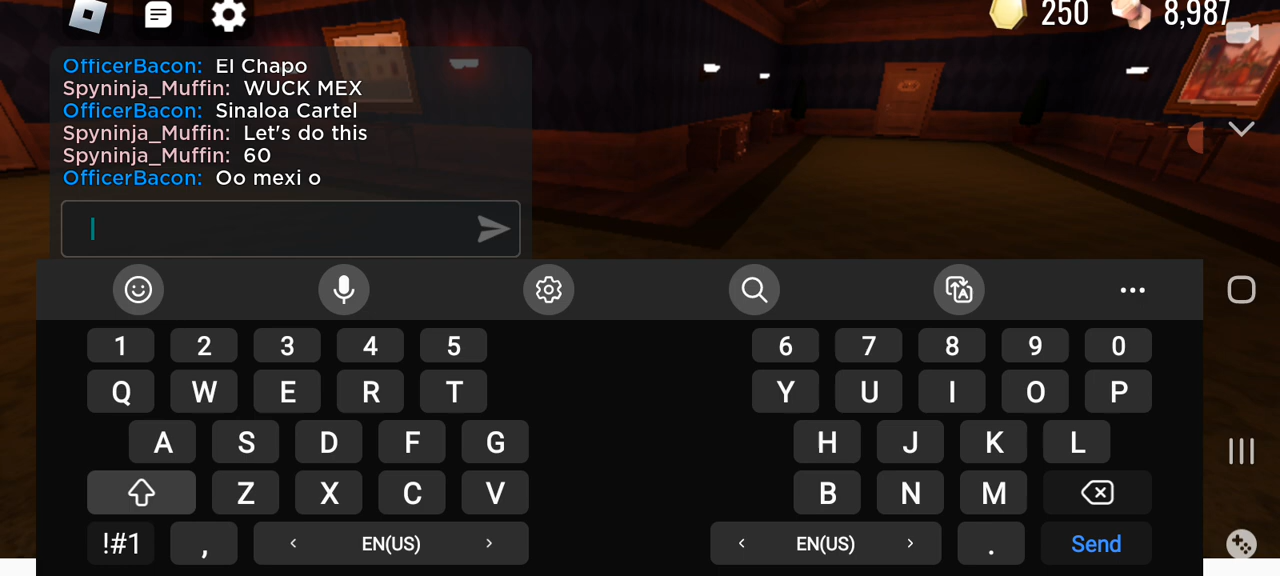 250 8,987
OfficerBacon: El Chapo
Spyninja_Muffin: WUCK MEX
OfficerBacon: Sinaloa Cartel
Spyninja_Muffin: Let's do this
Spyninja_Muffin: 60
OfficerBacon: Oo mexi o
1 2 3 4 5 6 7 8 9 0
Q W E R T Y U I O P
A S D F G H J K L
Z X C V B N M
!#1 , < EN(US) > < EN(US) > . Send